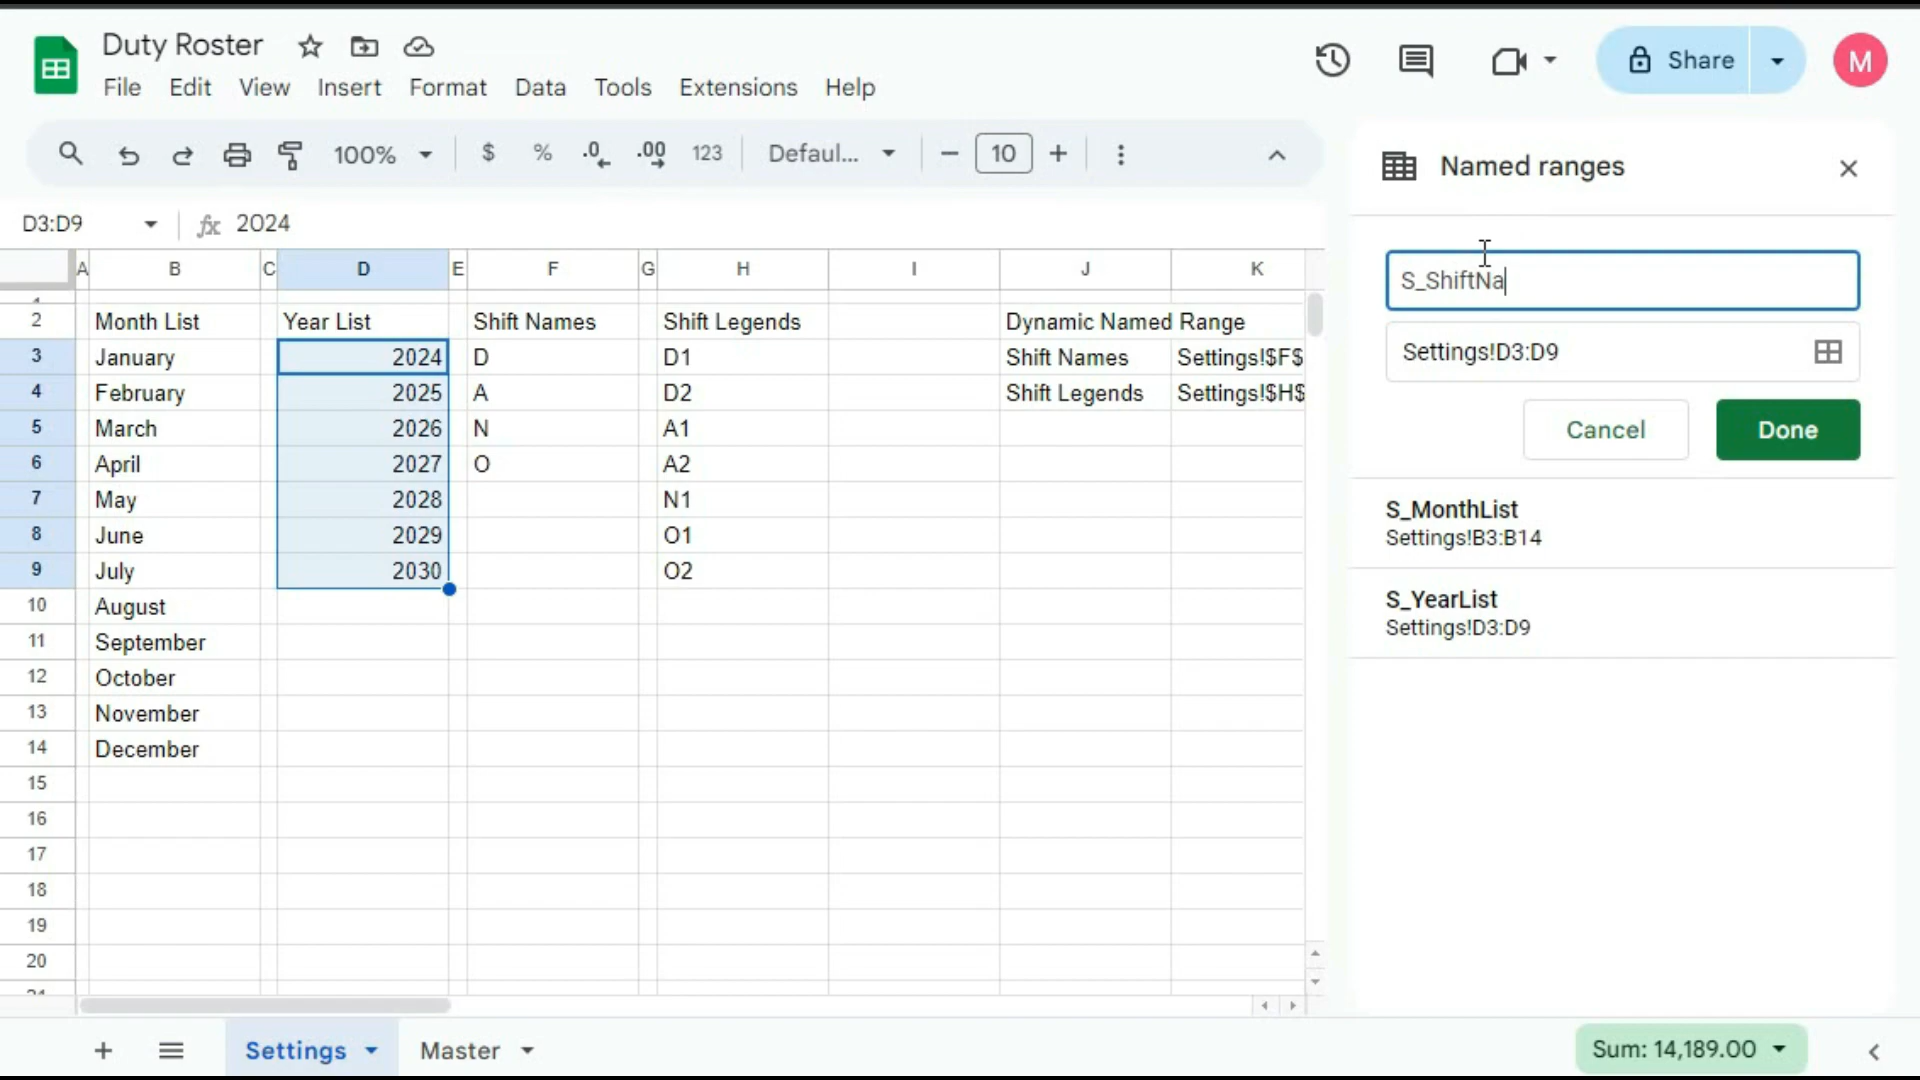 Duty Roster
File Edit View Insert Format Data Tools Extensions Help
Share
M
100% $ % .0 .00 123 Defaul... 10
D3:D9 fx 2024
A B C D E F G H I J K
2 Month List Year List Shift Names Shift Legends Dynamic Named Range
3 January 2024 D D1 Shift Names Settings!$F$
4 February 2025 A D2 Shift Legends Settings!$H$
5 March 2026 N A1
6 April 2027 O A2
7 May 2028 N1
8 June 2029 O1
9 July 2030 O2
10 August
11 September
12 October
13 November
14 December
15
16
17
18
19
20
Named ranges
S_ShiftNa
Settings!D3:D9
Cancel Done
S_MonthList
Settings!B3:B14
S_YearList
Settings!D3:D9
Settings Master Sum: 14,189.00